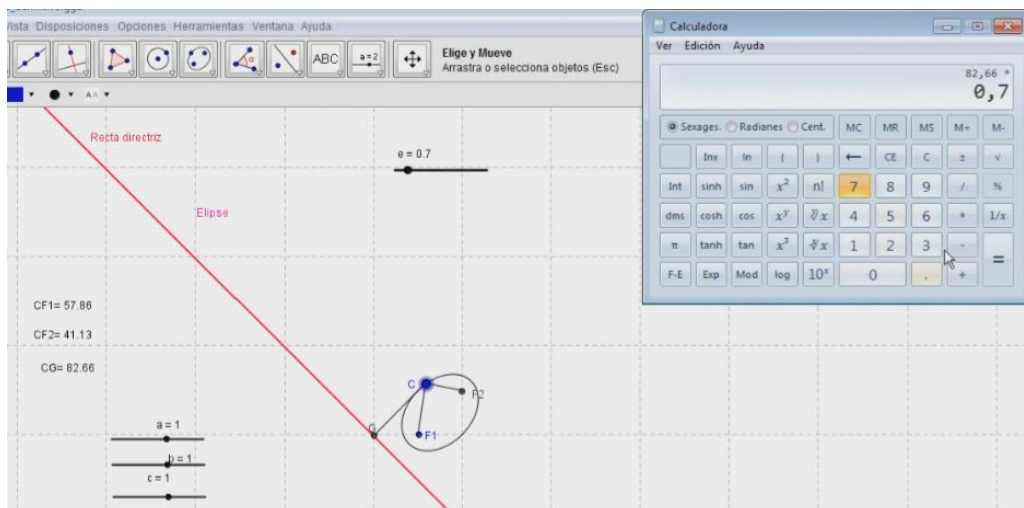 Vista Disposiciones Opciones Herramientas Ventana Ayuda
ABC
a=2
Elige y Mueve
Arrastra o selecciona objetos (Esc)
AA
Recta directriz
e = 0.7
Elipse
CF1= 57.86
CF2= 41.13
CG= 82.66
a = 1
b = 1
c = 1
C
F2
G
F1
Calculadora
Ver Edición Ayuda
82,66 *
0,7
Sexages. Radianes Cent. MC MR MS M+ M-
Inv ln ( ) ← CE C ± √
Int sinh sin x² n! 7 8 9 / %
dms cosh cos xʸ ʸ√x 4 5 6 * 1/x
π tanh tan x³ ³√x 1 2 3 - =
F-E Exp Mod log 10ˣ 0 , +